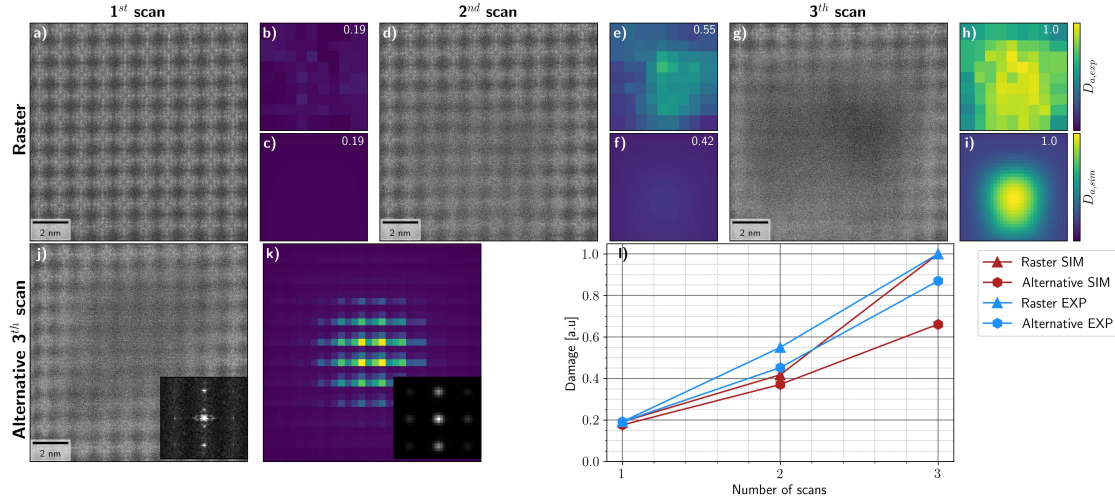 1st scan
2nd scan
3th scan
Raster
a)
2 nm
b)
0.19
c)
0.19
d)
2 nm
e)
0.55
f)
0.42
g)
2 nm
h)
1.0
D_{a,exp}
i)
1.0
D_{a,sim}
Alternative 3th scan
j)
2 nm
k)
l)
Damage [a.u]
1.0
0.8
0.6
0.4
0.2
0.0
1
2
3
Number of scans
Raster SIM
Alternative SIM
Raster EXP
Alternative EXP